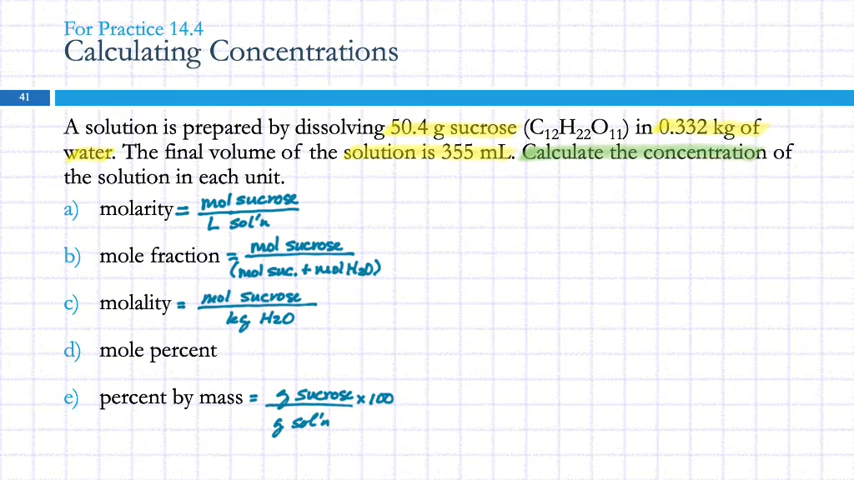 For Practice 14.4
Calculating Concentrations
41
A solution is prepared by dissolving 50.4 g sucrose (C₁₂H₂₂O₁₁) in 0.332 kg of
water. The final volume of the solution is 355 mL. Calculate the concentration of
the solution in each unit.
a) molarity = mol sucrose
L sol'n
b) mole fraction = mol sucrose
(mol suc. + mol H2O)
c) molality = mol sucrose
kg H2O
d) mole percent
e) percent by mass = g sucrose × 100
g sol'n